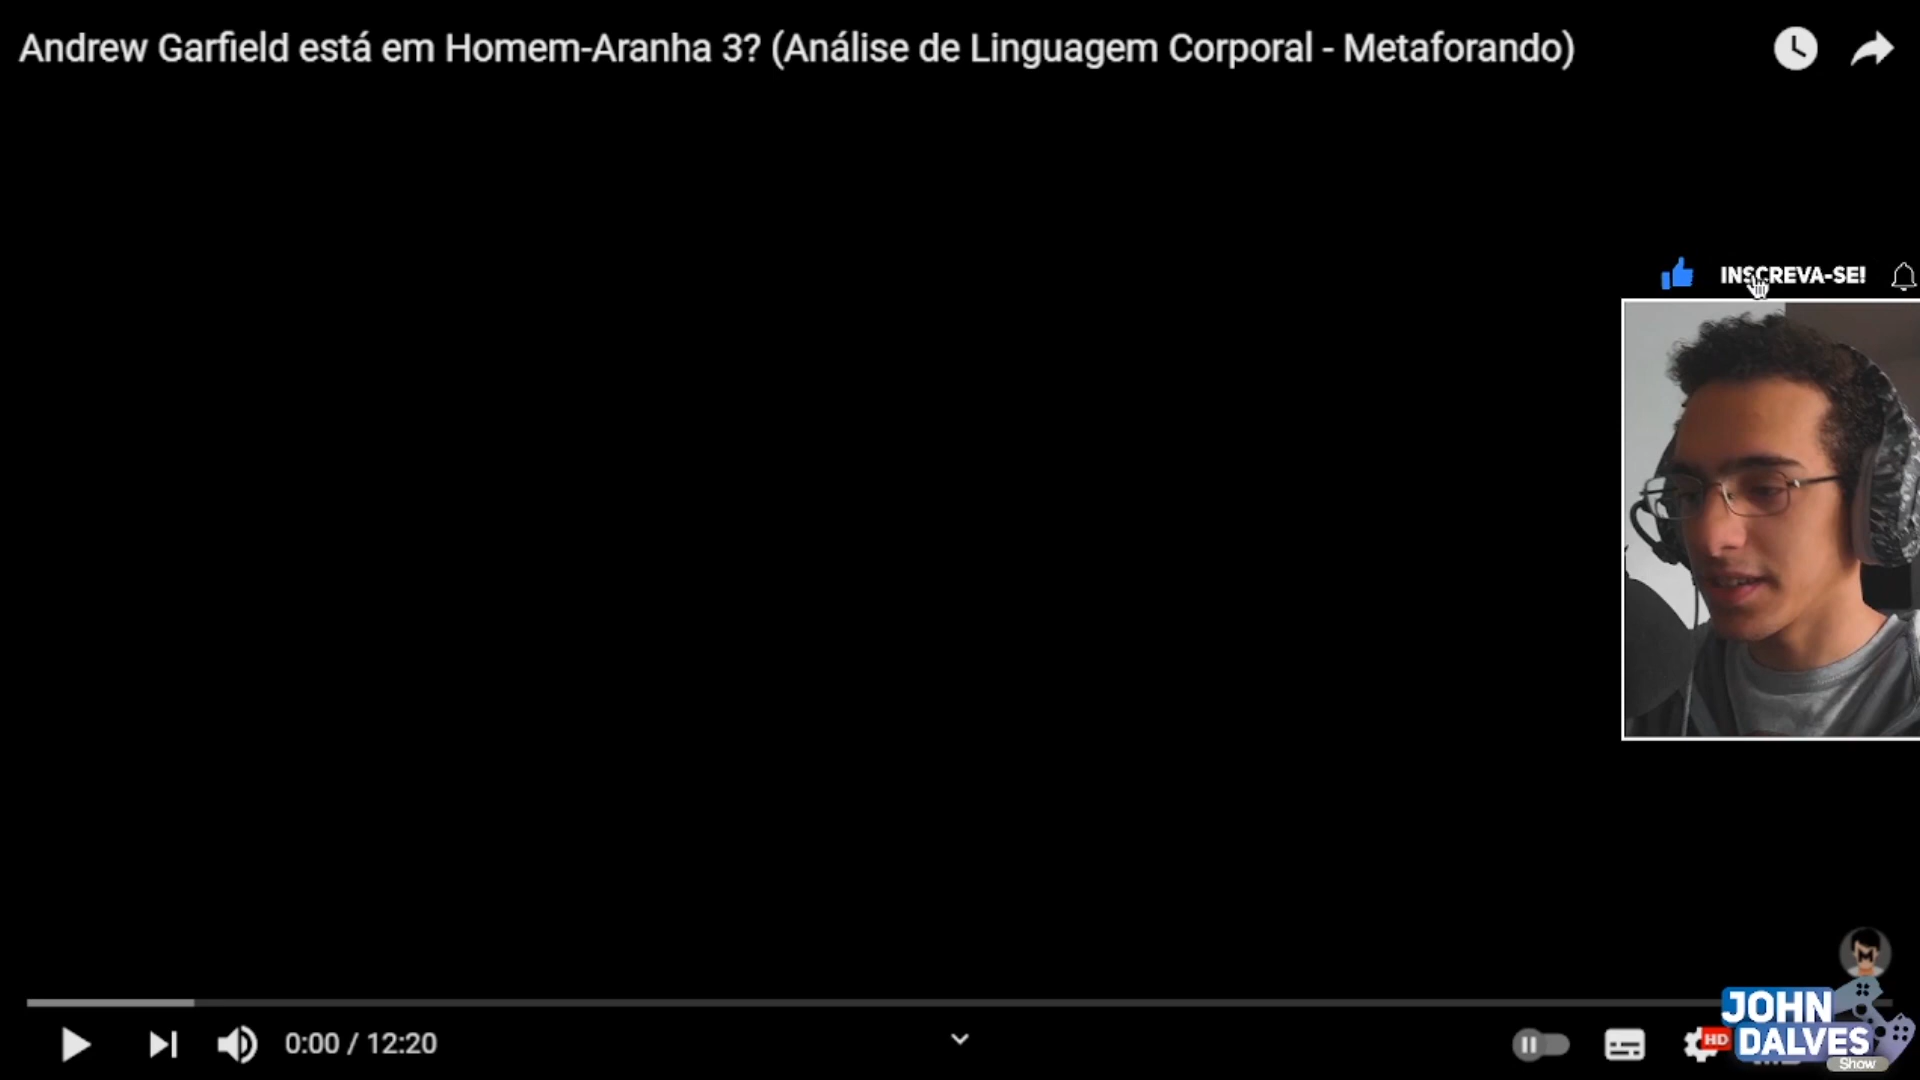 Andrew Garfield está em Homem-Aranha 3? (Análise de Linguagem Corporal - Metaforando)
INSCREVA-SE!
0:00 / 12:20
HD
JOHN
DALVES
Show